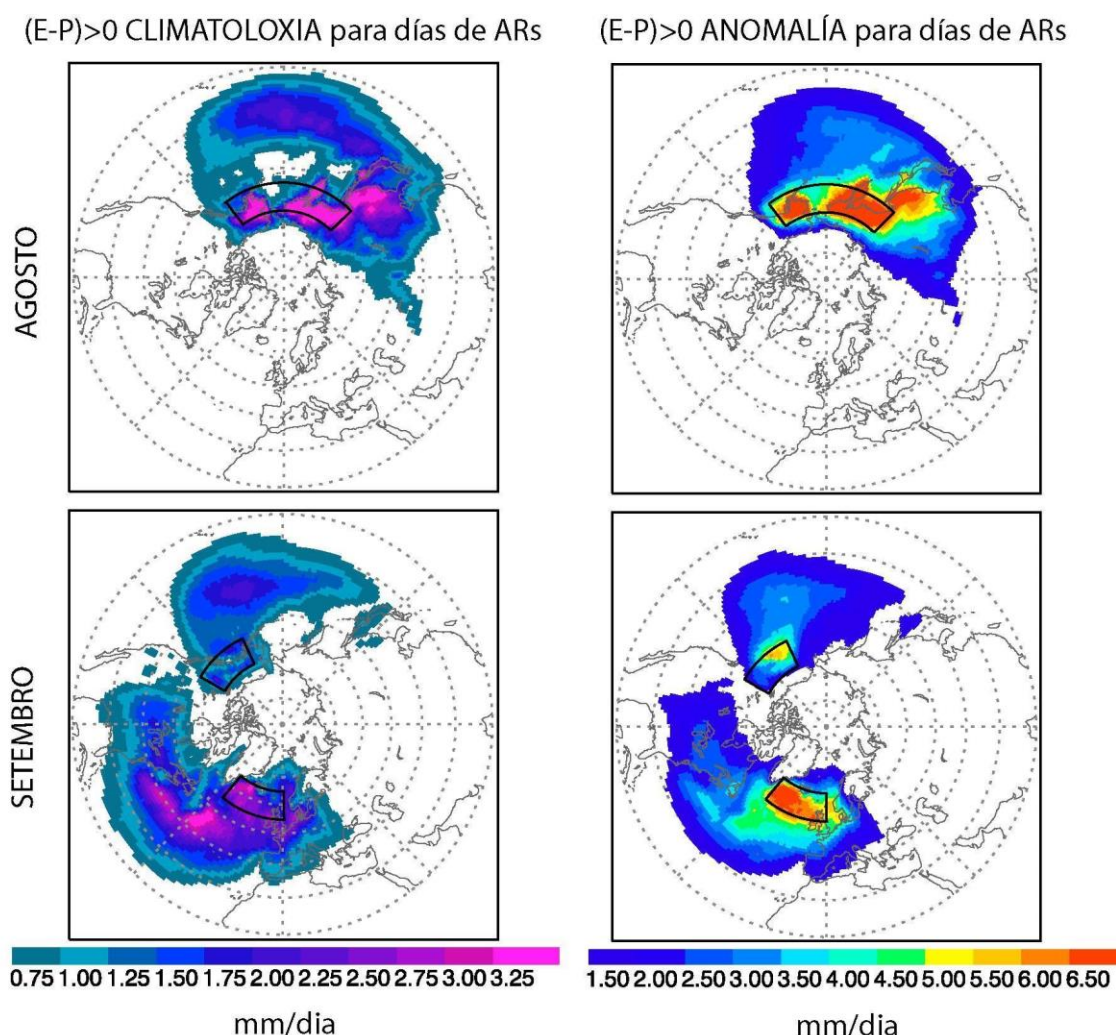 (E-P)>0 CLIMATOLOXIA para días de ARs
(E-P)>0 ANOMALÍA para días de ARs
AGOSTO
SETEMBRO
0.75 1.00 1.25 1.50 1.75 2.00 2.25 2.50 2.75 3.00 3.25
mm/dia
1.50 2.00 2.50 3.00 3.50 4.00 4.50 5.00 5.50 6.00 6.50
mm/dia